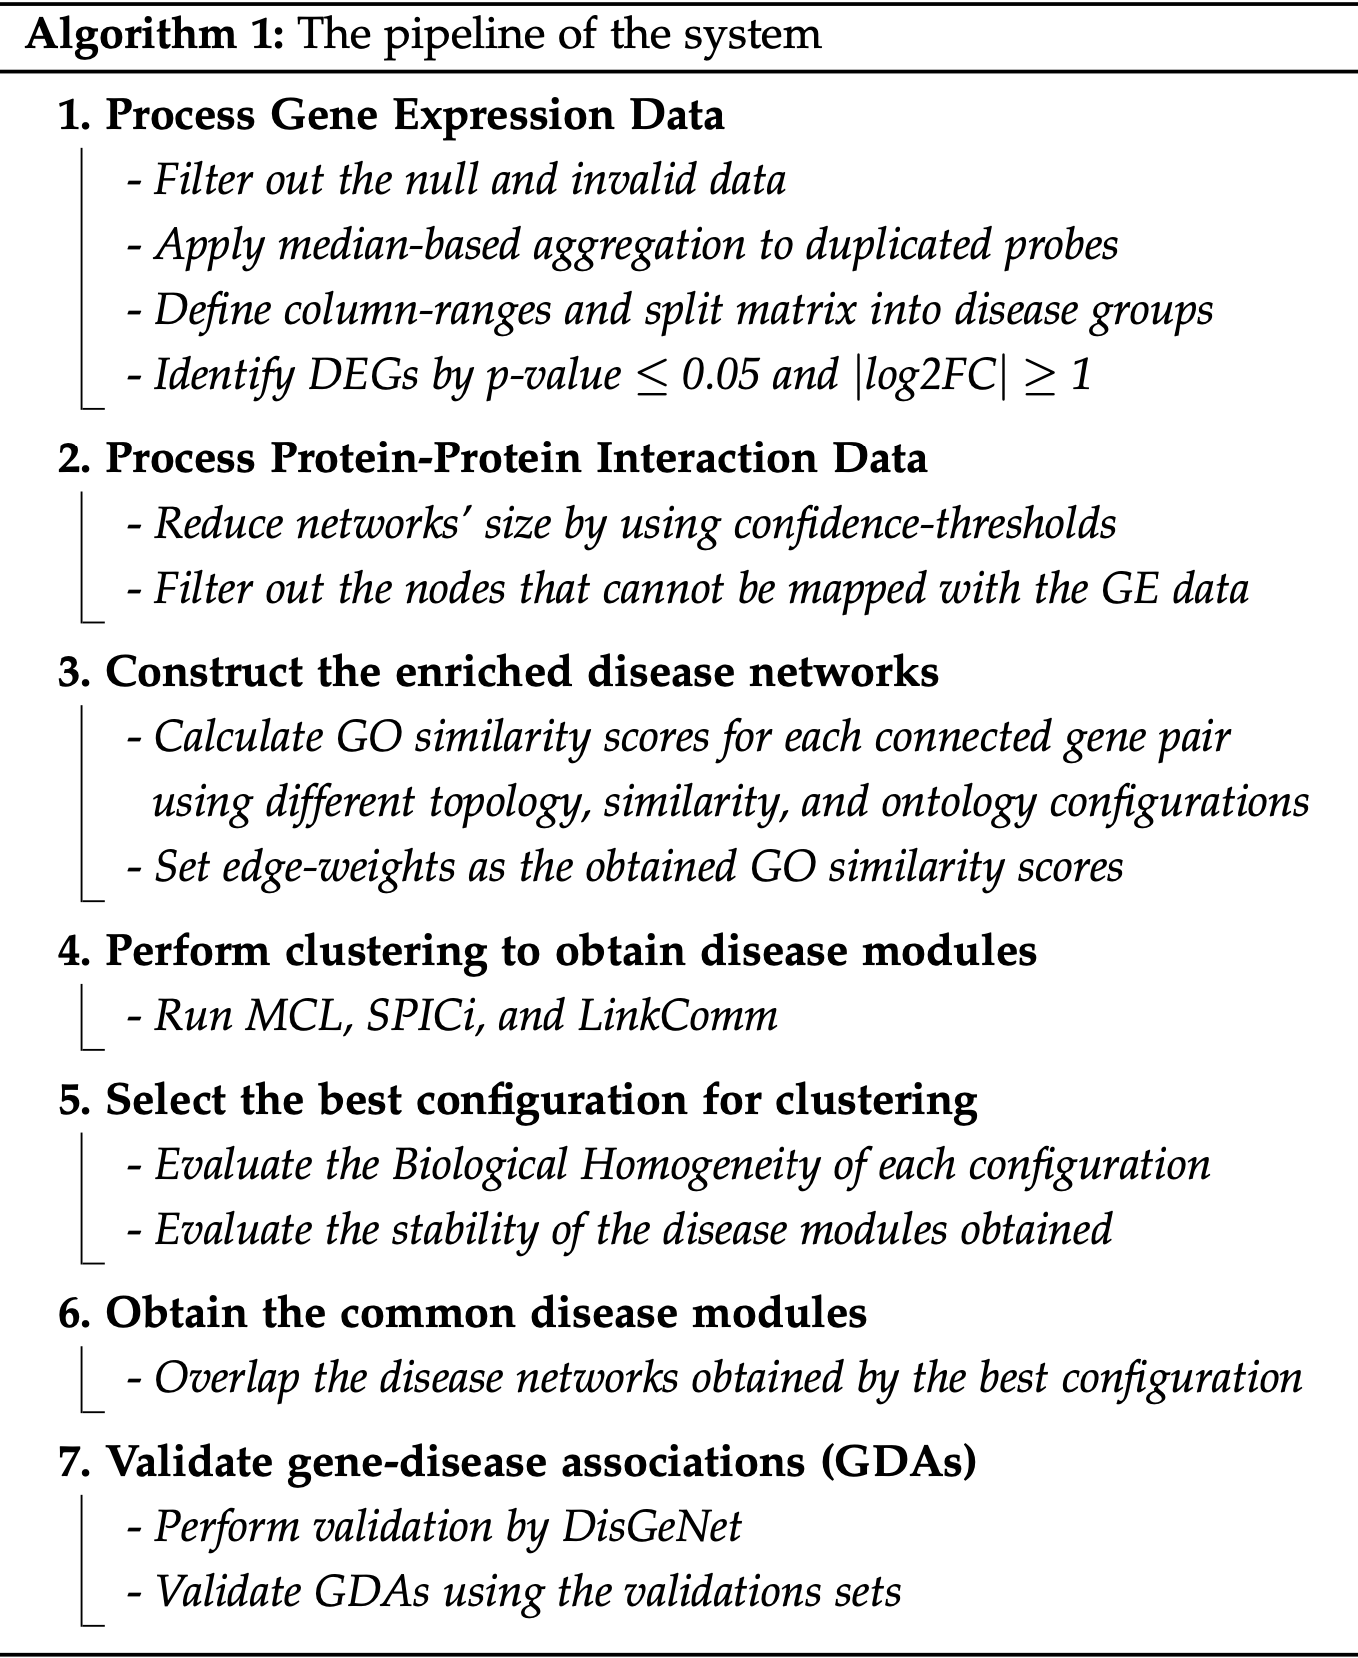 Algorithm 1: The pipeline of the system
1. Process Gene Expression Data
- Filter out the null and invalid data
- Apply median-based aggregation to duplicated probes
- Define column-ranges and split matrix into disease groups
- Identify DEGs by p-value ≤ 0.05 and |log2FC| ≥ 1
2. Process Protein-Protein Interaction Data
- Reduce networks’ size by using confidence-thresholds
- Filter out the nodes that cannot be mapped with the GE data
3. Construct the enriched disease networks
- Calculate GO similarity scores for each connected gene pair
using different topology, similarity, and ontology configurations
- Set edge-weights as the obtained GO similarity scores
4. Perform clustering to obtain disease modules
- Run MCL, SPICi, and LinkComm
5. Select the best configuration for clustering
- Evaluate the Biological Homogeneity of each configuration
- Evaluate the stability of the disease modules obtained
6. Obtain the common disease modules
- Overlap the disease networks obtained by the best configuration
7. Validate gene-disease associations (GDAs)
- Perform validation by DisGeNet
- Validate GDAs using the validations sets